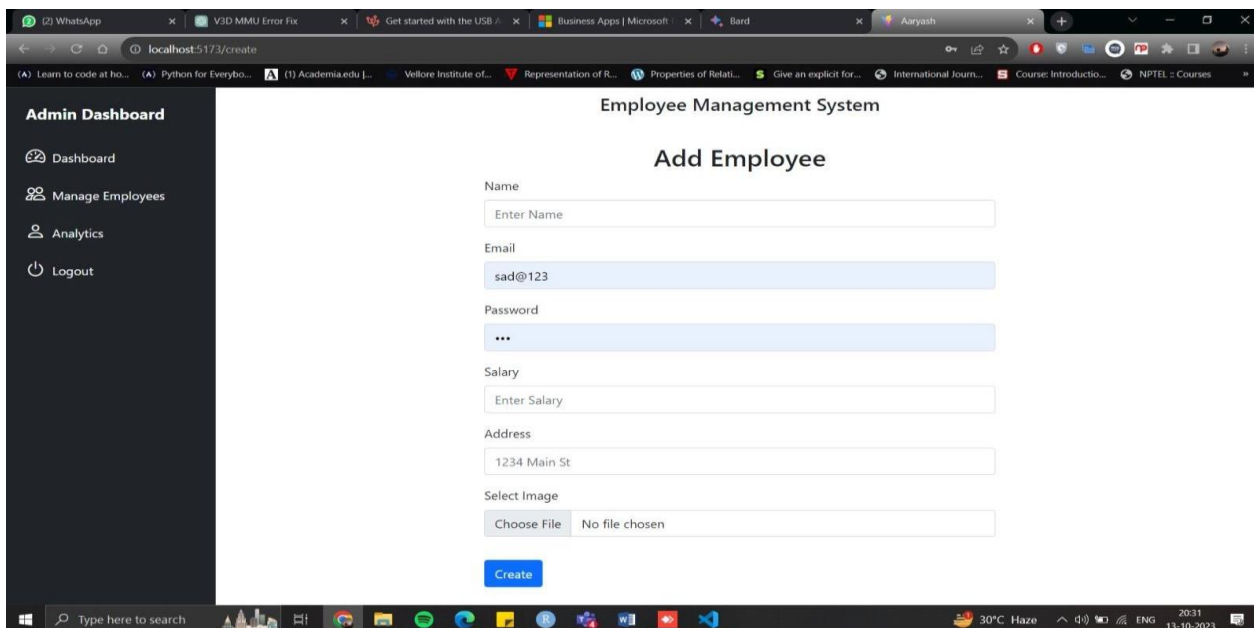 (2) WhatsApp
V3D MMU Error Fix
Get started with the USB A
Business Apps | Microsoft
Bard
Aaryash
localhost:5173/create
(A) Learn to code at ho...
(A) Python for Everybo...
(1) Academia.edu |...
Vellore Institute of...
Representation of R...
Properties of Relati...
Give an explicit for...
International Journ...
Course: Introductio...
NPTEL :: Courses
Admin Dashboard
Dashboard
Manage Employees
Analytics
Logout
Employee Management System
Add Employee
Name
Enter Name
Email
sad@123
Password
•••
Salary
Enter Salary
Address
1234 Main St
Select Image
Choose File No file chosen
Create
Type here to search
30°C Haze
ENG
20:31
13-10-2023